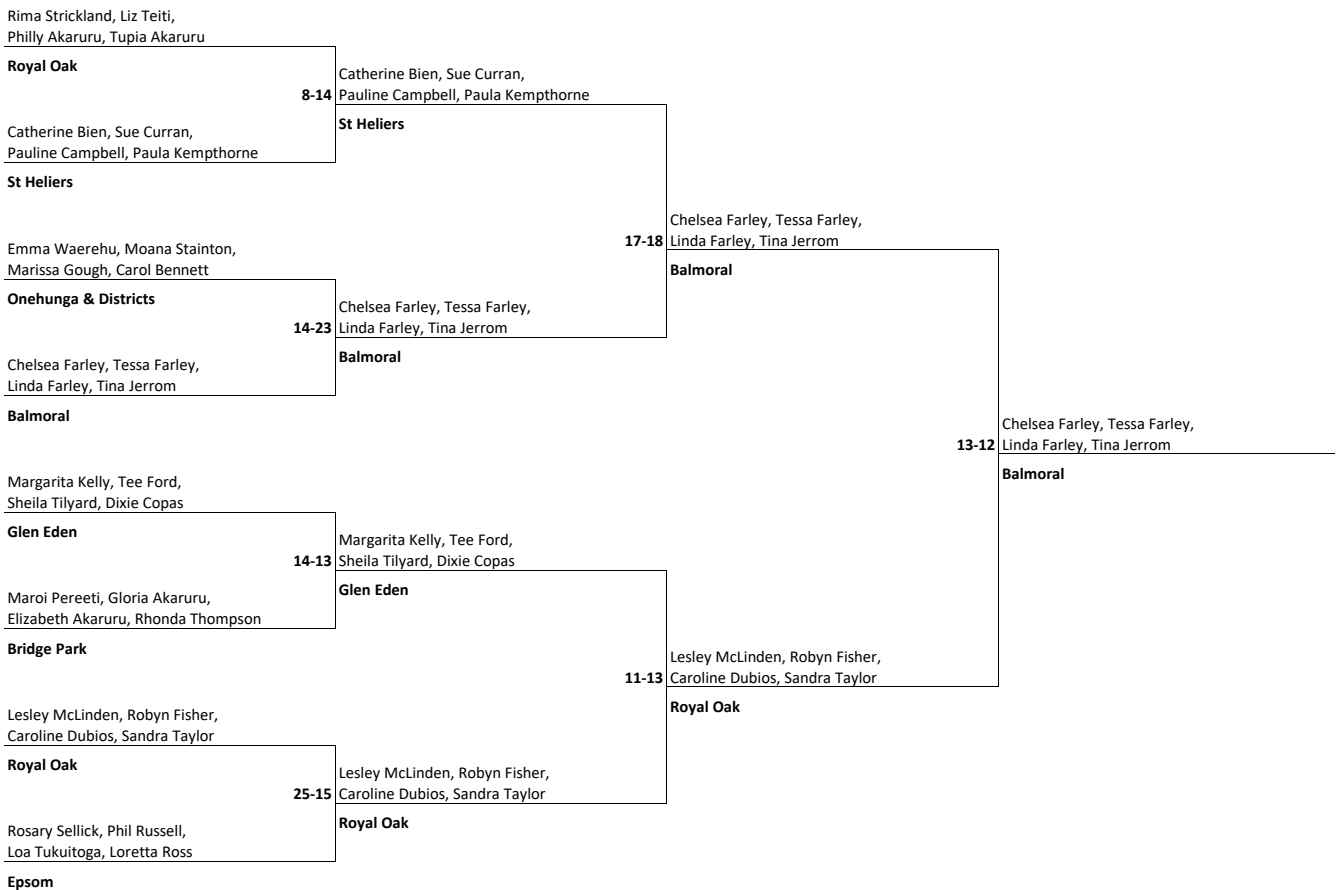 Rima Strickland, Liz Teiti,
Philly Akaruru, Tupia Akaruru
Royal Oak
8-14
Catherine Bien, Sue Curran,
Pauline Campbell, Paula Kempthorne
St Heliers
Catherine Bien, Sue Curran,
Pauline Campbell, Paula Kempthorne
St Heliers
17-18
Chelsea Farley, Tessa Farley,
Linda Farley, Tina Jerrom
Balmoral
Emma Waerehu, Moana Stainton,
Marissa Gough, Carol Bennett
Onehunga & Districts
14-23
Chelsea Farley, Tessa Farley,
Linda Farley, Tina Jerrom
Balmoral
Chelsea Farley, Tessa Farley,
Linda Farley, Tina Jerrom
Balmoral
13-12
Chelsea Farley, Tessa Farley,
Linda Farley, Tina Jerrom
Balmoral
Margarita Kelly, Tee Ford,
Sheila Tilyard, Dixie Copas
Glen Eden
14-13
Margarita Kelly, Tee Ford,
Sheila Tilyard, Dixie Copas
Glen Eden
Maroi Pereeti, Gloria Akaruru,
Elizabeth Akaruru, Rhonda Thompson
Bridge Park
11-13
Lesley McLinden, Robyn Fisher,
Caroline Dubios, Sandra Taylor
Royal Oak
Lesley McLinden, Robyn Fisher,
Caroline Dubios, Sandra Taylor
Royal Oak
25-15
Lesley McLinden, Robyn Fisher,
Caroline Dubios, Sandra Taylor
Royal Oak
Rosary Sellick, Phil Russell,
Loa Tukuitoga, Loretta Ross
Epsom